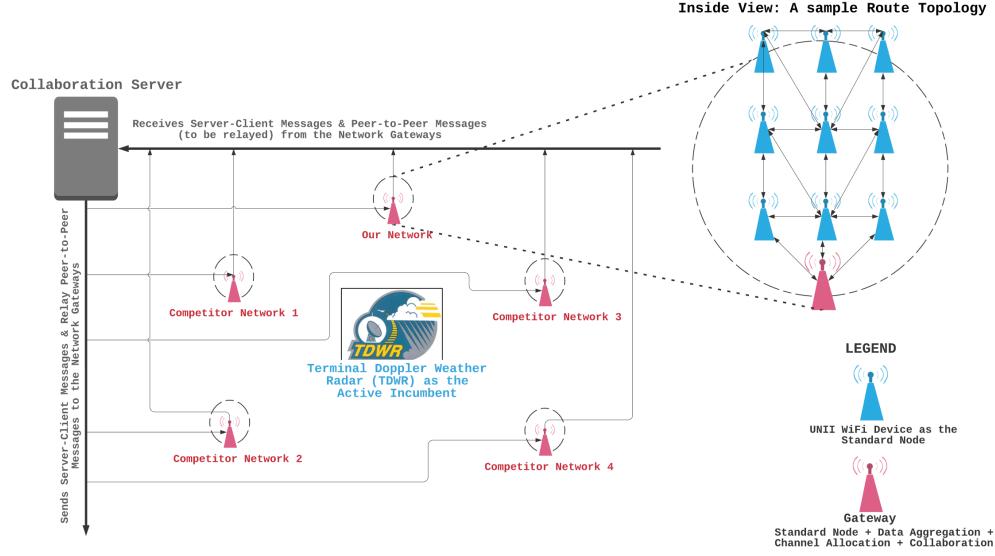 Inside View: A sample Route Topology
Collaboration Server
Receives Server-Client Messages & Peer-to-Peer Messages
(to be relayed) from the Network Gateways
Our Network
Competitor Network 1
Competitor Network 3
TDWR
Terminal Doppler Weather
Radar (TDWR) as the
Active Incumbent
Competitor Network 2
Competitor Network 4
Sends Server-Client Messages & Relay Peer-to-Peer
Messages to the Network Gateways
LEGEND
UNII WiFi Device as the
Standard Node
Gateway
Standard Node + Data Aggregation +
Channel Allocation + Collaboration